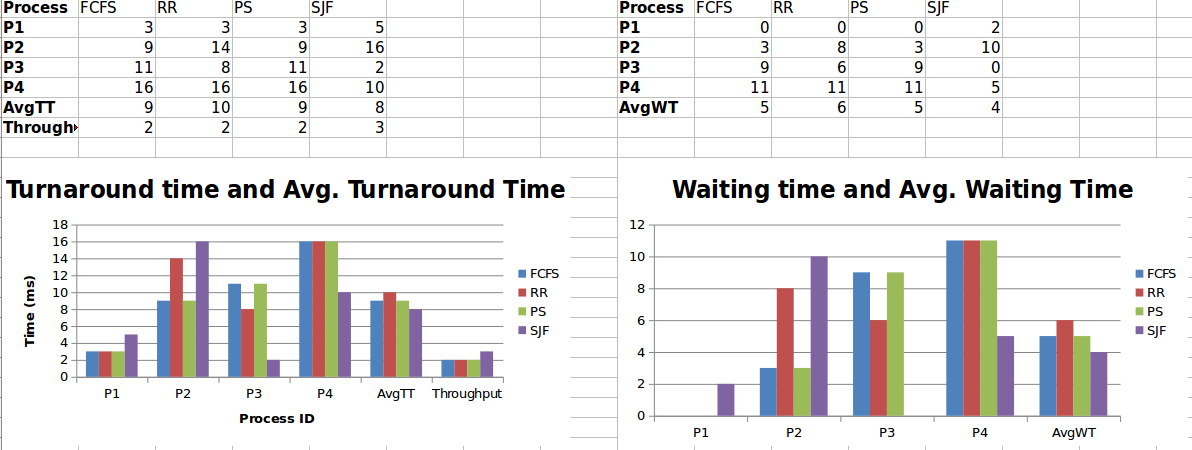 Process FCFS RR PS SJF
P1 3 3 3 5
P2 9 14 9 16
P3 11 8 11 2
P4 16 16 16 10
AvgTT 9 10 9 8
Through 2 2 2 3
Process FCFS RR PS SJF
P1 0 0 0 2
P2 3 8 3 10
P3 9 6 9 0
P4 11 11 11 5
AvgWT 5 6 5 4
Turnaround time and Avg. Turnaround Time
18
16
14
12
10
8
6
4
2
0
Time (ms)
P1 P2 P3 P4 AvgTT Throughput
Process ID
FCFS
RR
PS
SJF
Waiting time and Avg. Waiting Time
12
10
8
6
4
2
0
P1 P2 P3 P4 AvgWT
FCFS
RR
PS
SJF